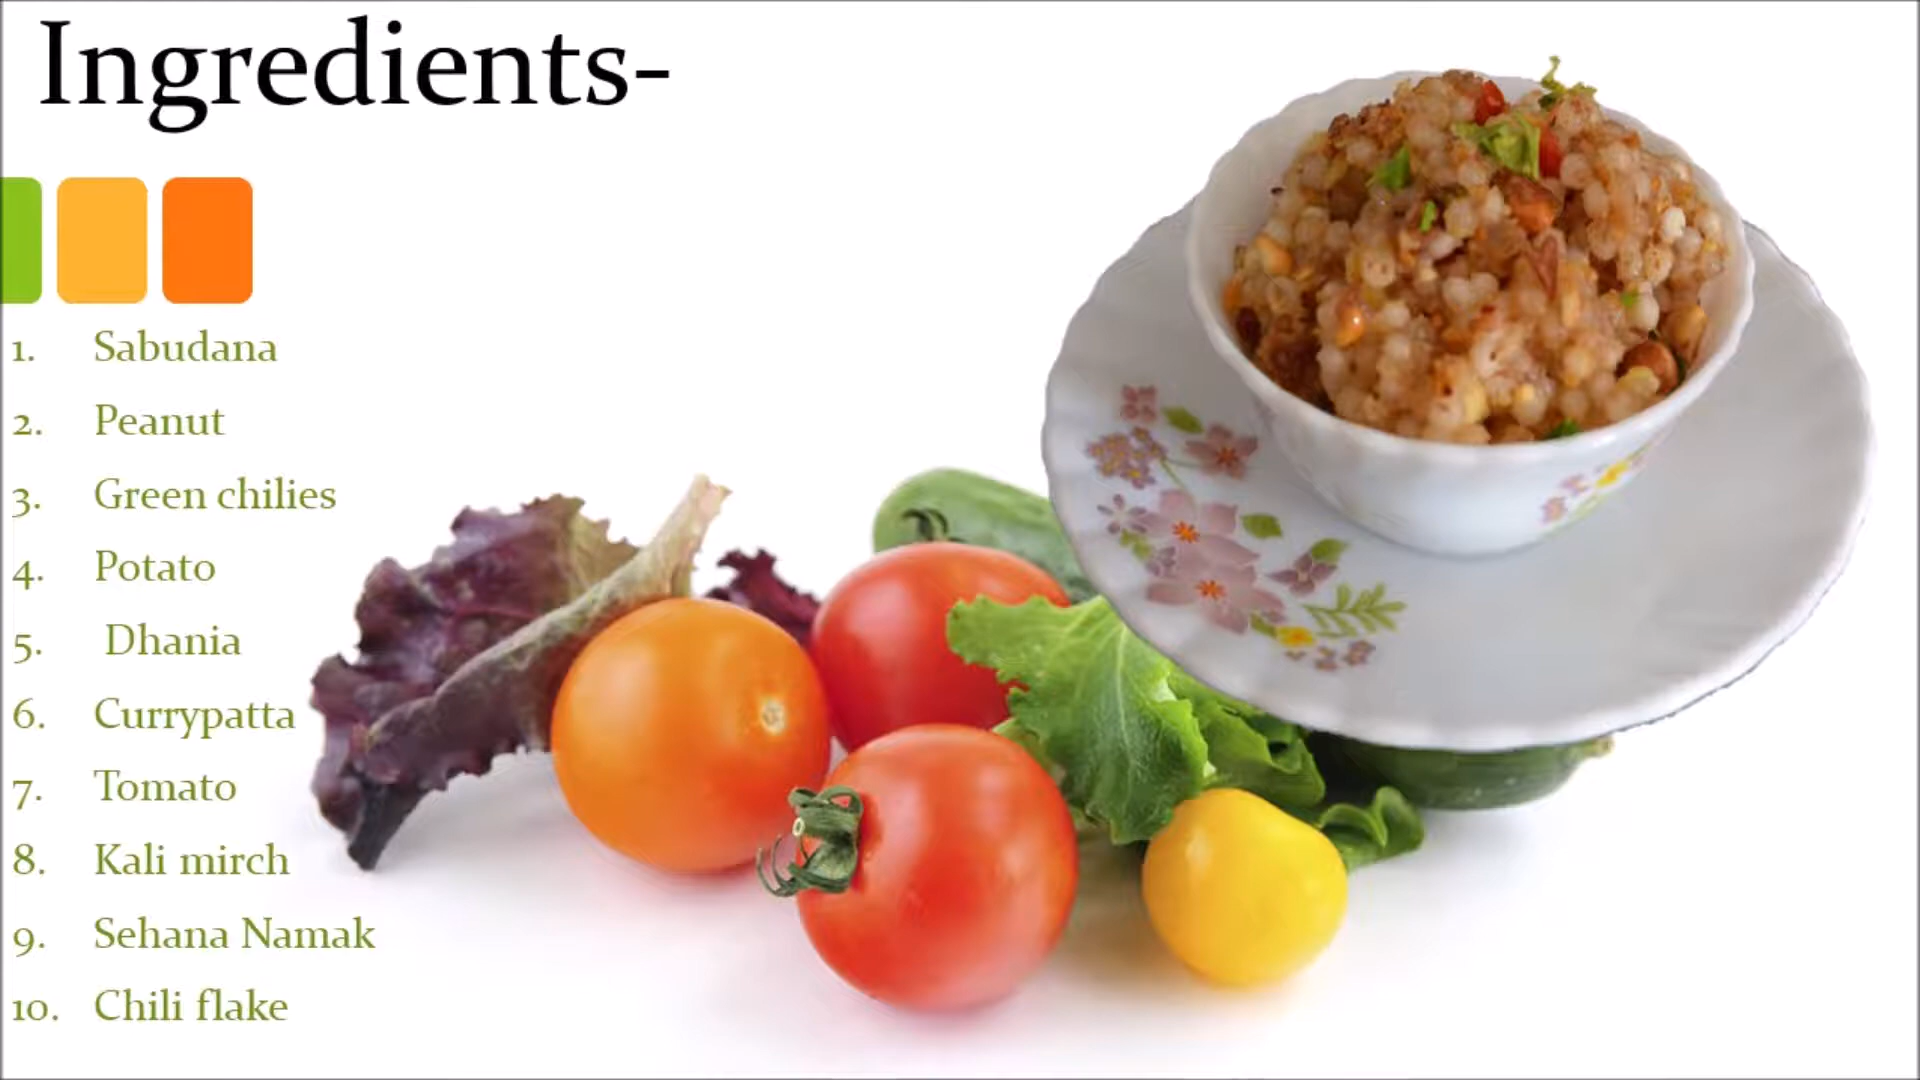 Ingredients-
1. Sabudana
2. Peanut
3. Green chilies
4. Potato
5. Dhania
6. Currypatta
7. Tomato
8. Kali mirch
9. Sehana Namak
10. Chili flake